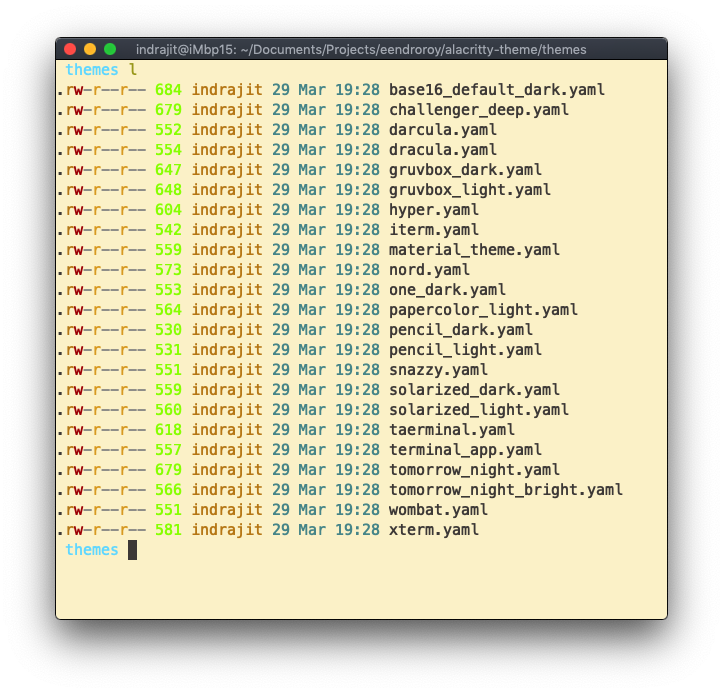 indrajit@iMbp15: ~/Documents/Projects/eendroroy/alacritty-theme/themes
themes l
.rw-r--r-- 684 indrajit 29 Mar 19:28 base16_default_dark.yaml
.rw-r--r-- 679 indrajit 29 Mar 19:28 challenger_deep.yaml
.rw-r--r-- 552 indrajit 29 Mar 19:28 darcula.yaml
.rw-r--r-- 554 indrajit 29 Mar 19:28 dracula.yaml
.rw-r--r-- 647 indrajit 29 Mar 19:28 gruvbox_dark.yaml
.rw-r--r-- 648 indrajit 29 Mar 19:28 gruvbox_light.yaml
.rw-r--r-- 604 indrajit 29 Mar 19:28 hyper.yaml
.rw-r--r-- 542 indrajit 29 Mar 19:28 iterm.yaml
.rw-r--r-- 559 indrajit 29 Mar 19:28 material_theme.yaml
.rw-r--r-- 573 indrajit 29 Mar 19:28 nord.yaml
.rw-r--r-- 553 indrajit 29 Mar 19:28 one_dark.yaml
.rw-r--r-- 564 indrajit 29 Mar 19:28 papercolor_light.yaml
.rw-r--r-- 530 indrajit 29 Mar 19:28 pencil_dark.yaml
.rw-r--r-- 531 indrajit 29 Mar 19:28 pencil_light.yaml
.rw-r--r-- 551 indrajit 29 Mar 19:28 snazzy.yaml
.rw-r--r-- 559 indrajit 29 Mar 19:28 solarized_dark.yaml
.rw-r--r-- 560 indrajit 29 Mar 19:28 solarized_light.yaml
.rw-r--r-- 618 indrajit 29 Mar 19:28 taerminal.yaml
.rw-r--r-- 557 indrajit 29 Mar 19:28 terminal_app.yaml
.rw-r--r-- 679 indrajit 29 Mar 19:28 tomorrow_night.yaml
.rw-r--r-- 566 indrajit 29 Mar 19:28 tomorrow_night_bright.yaml
.rw-r--r-- 551 indrajit 29 Mar 19:28 wombat.yaml
.rw-r--r-- 581 indrajit 29 Mar 19:28 xterm.yaml
themes